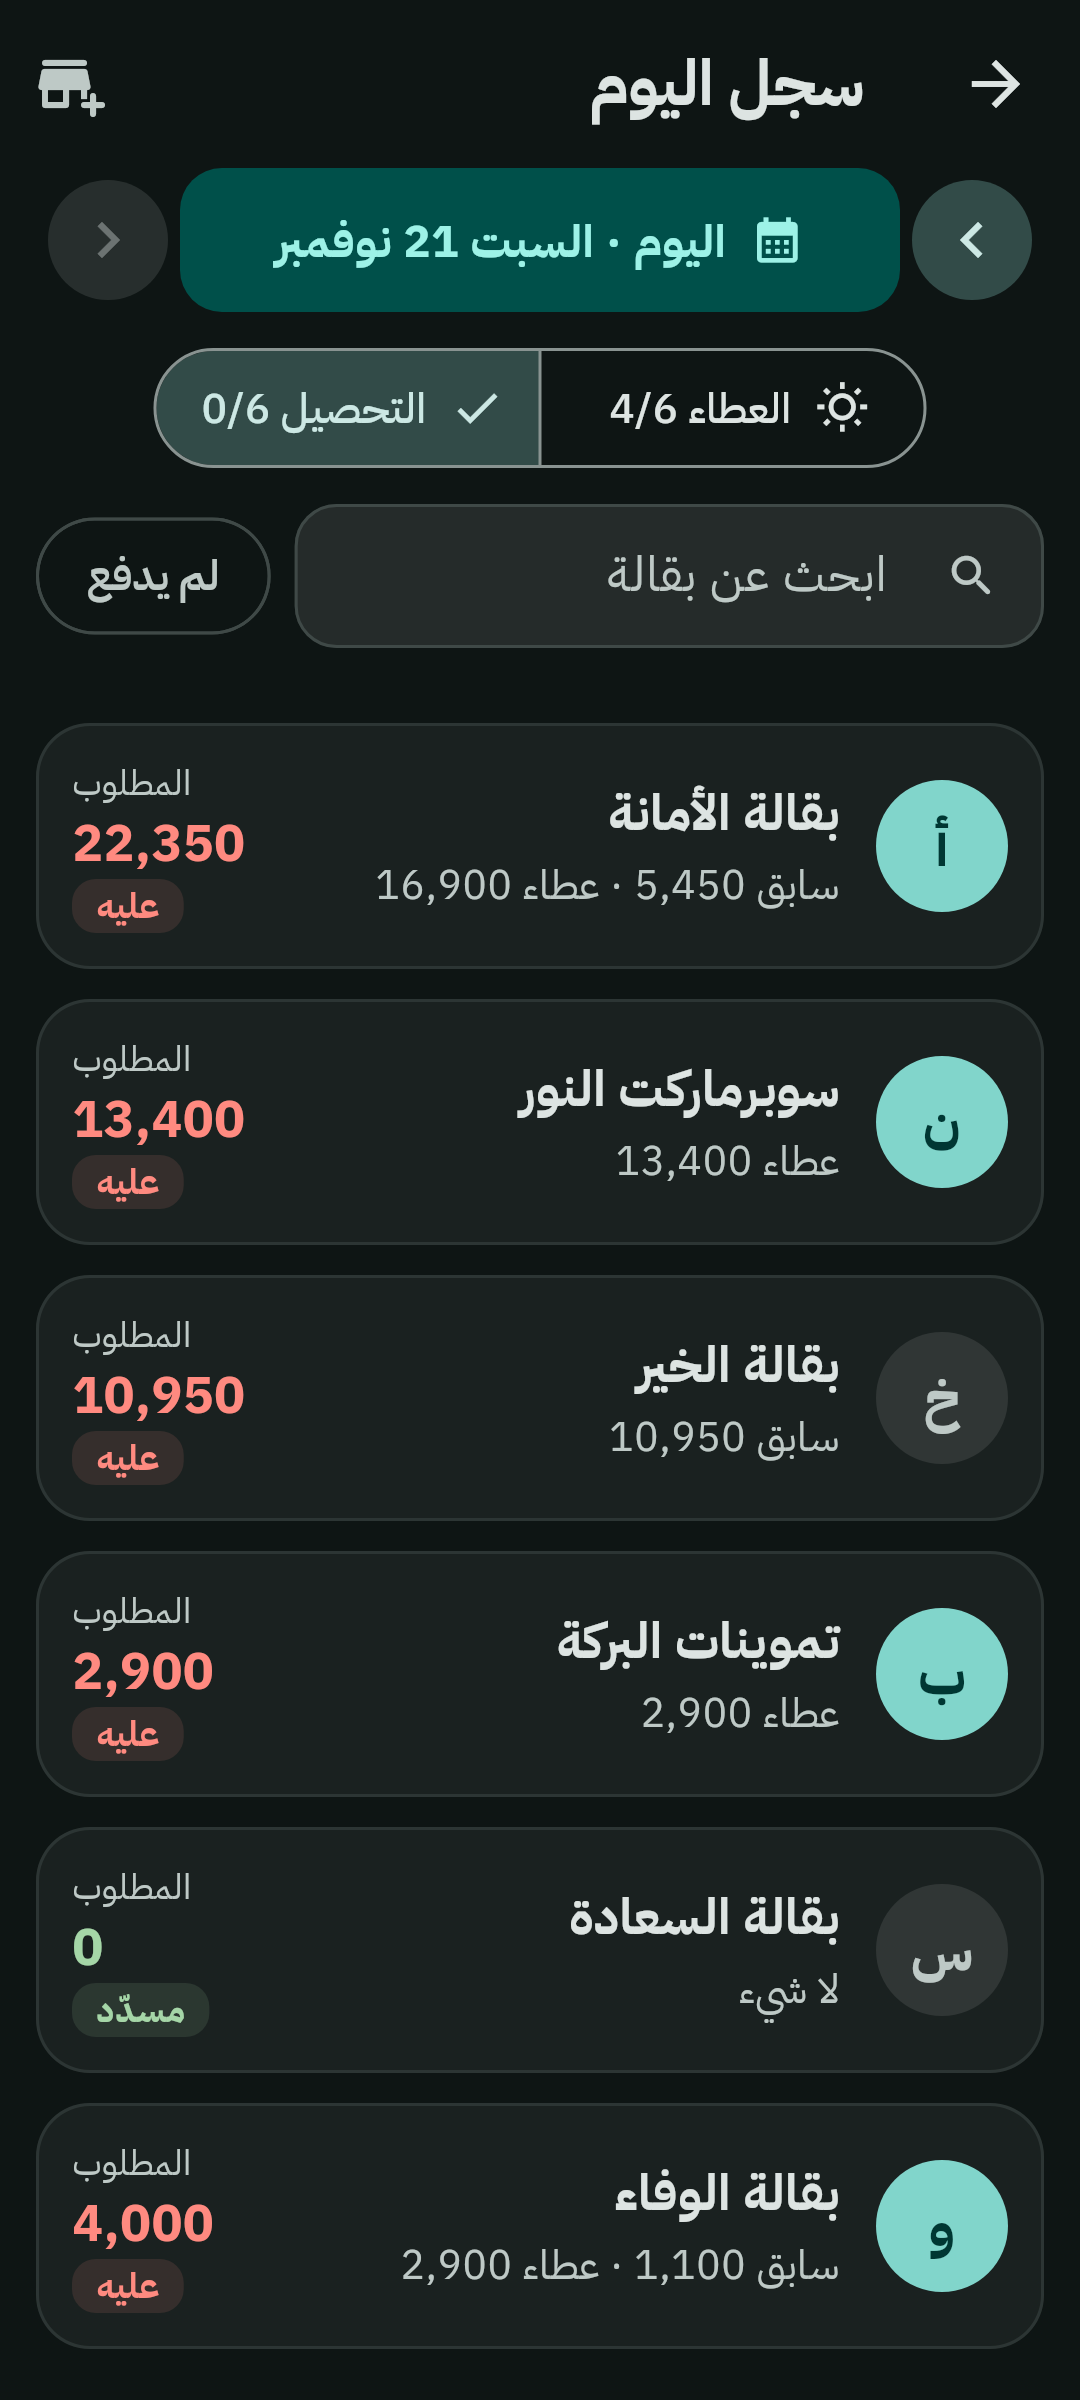 سجل اليوم
اليوم · السبت 21 نوفمبر
العطاء 4/6
التحصيل 0/6
ابحث عن بقالة
لم يدفع
أ
بقالة الأمانة
سابق 5,450 · عطاء 16,900
المطلوب
22,350
عليه
ن
سوبرماركت النور
عطاء 13,400
المطلوب
13,400
عليه
خ
بقالة الخير
سابق 10,950
المطلوب
10,950
عليه
ب
تموينات البركة
عطاء 2,900
المطلوب
2,900
عليه
س
بقالة السعادة
لا شيء
المطلوب
0
مسدّد
و
بقالة الوفاء
سابق 1,100 · عطاء 2,900
المطلوب
4,000
عليه